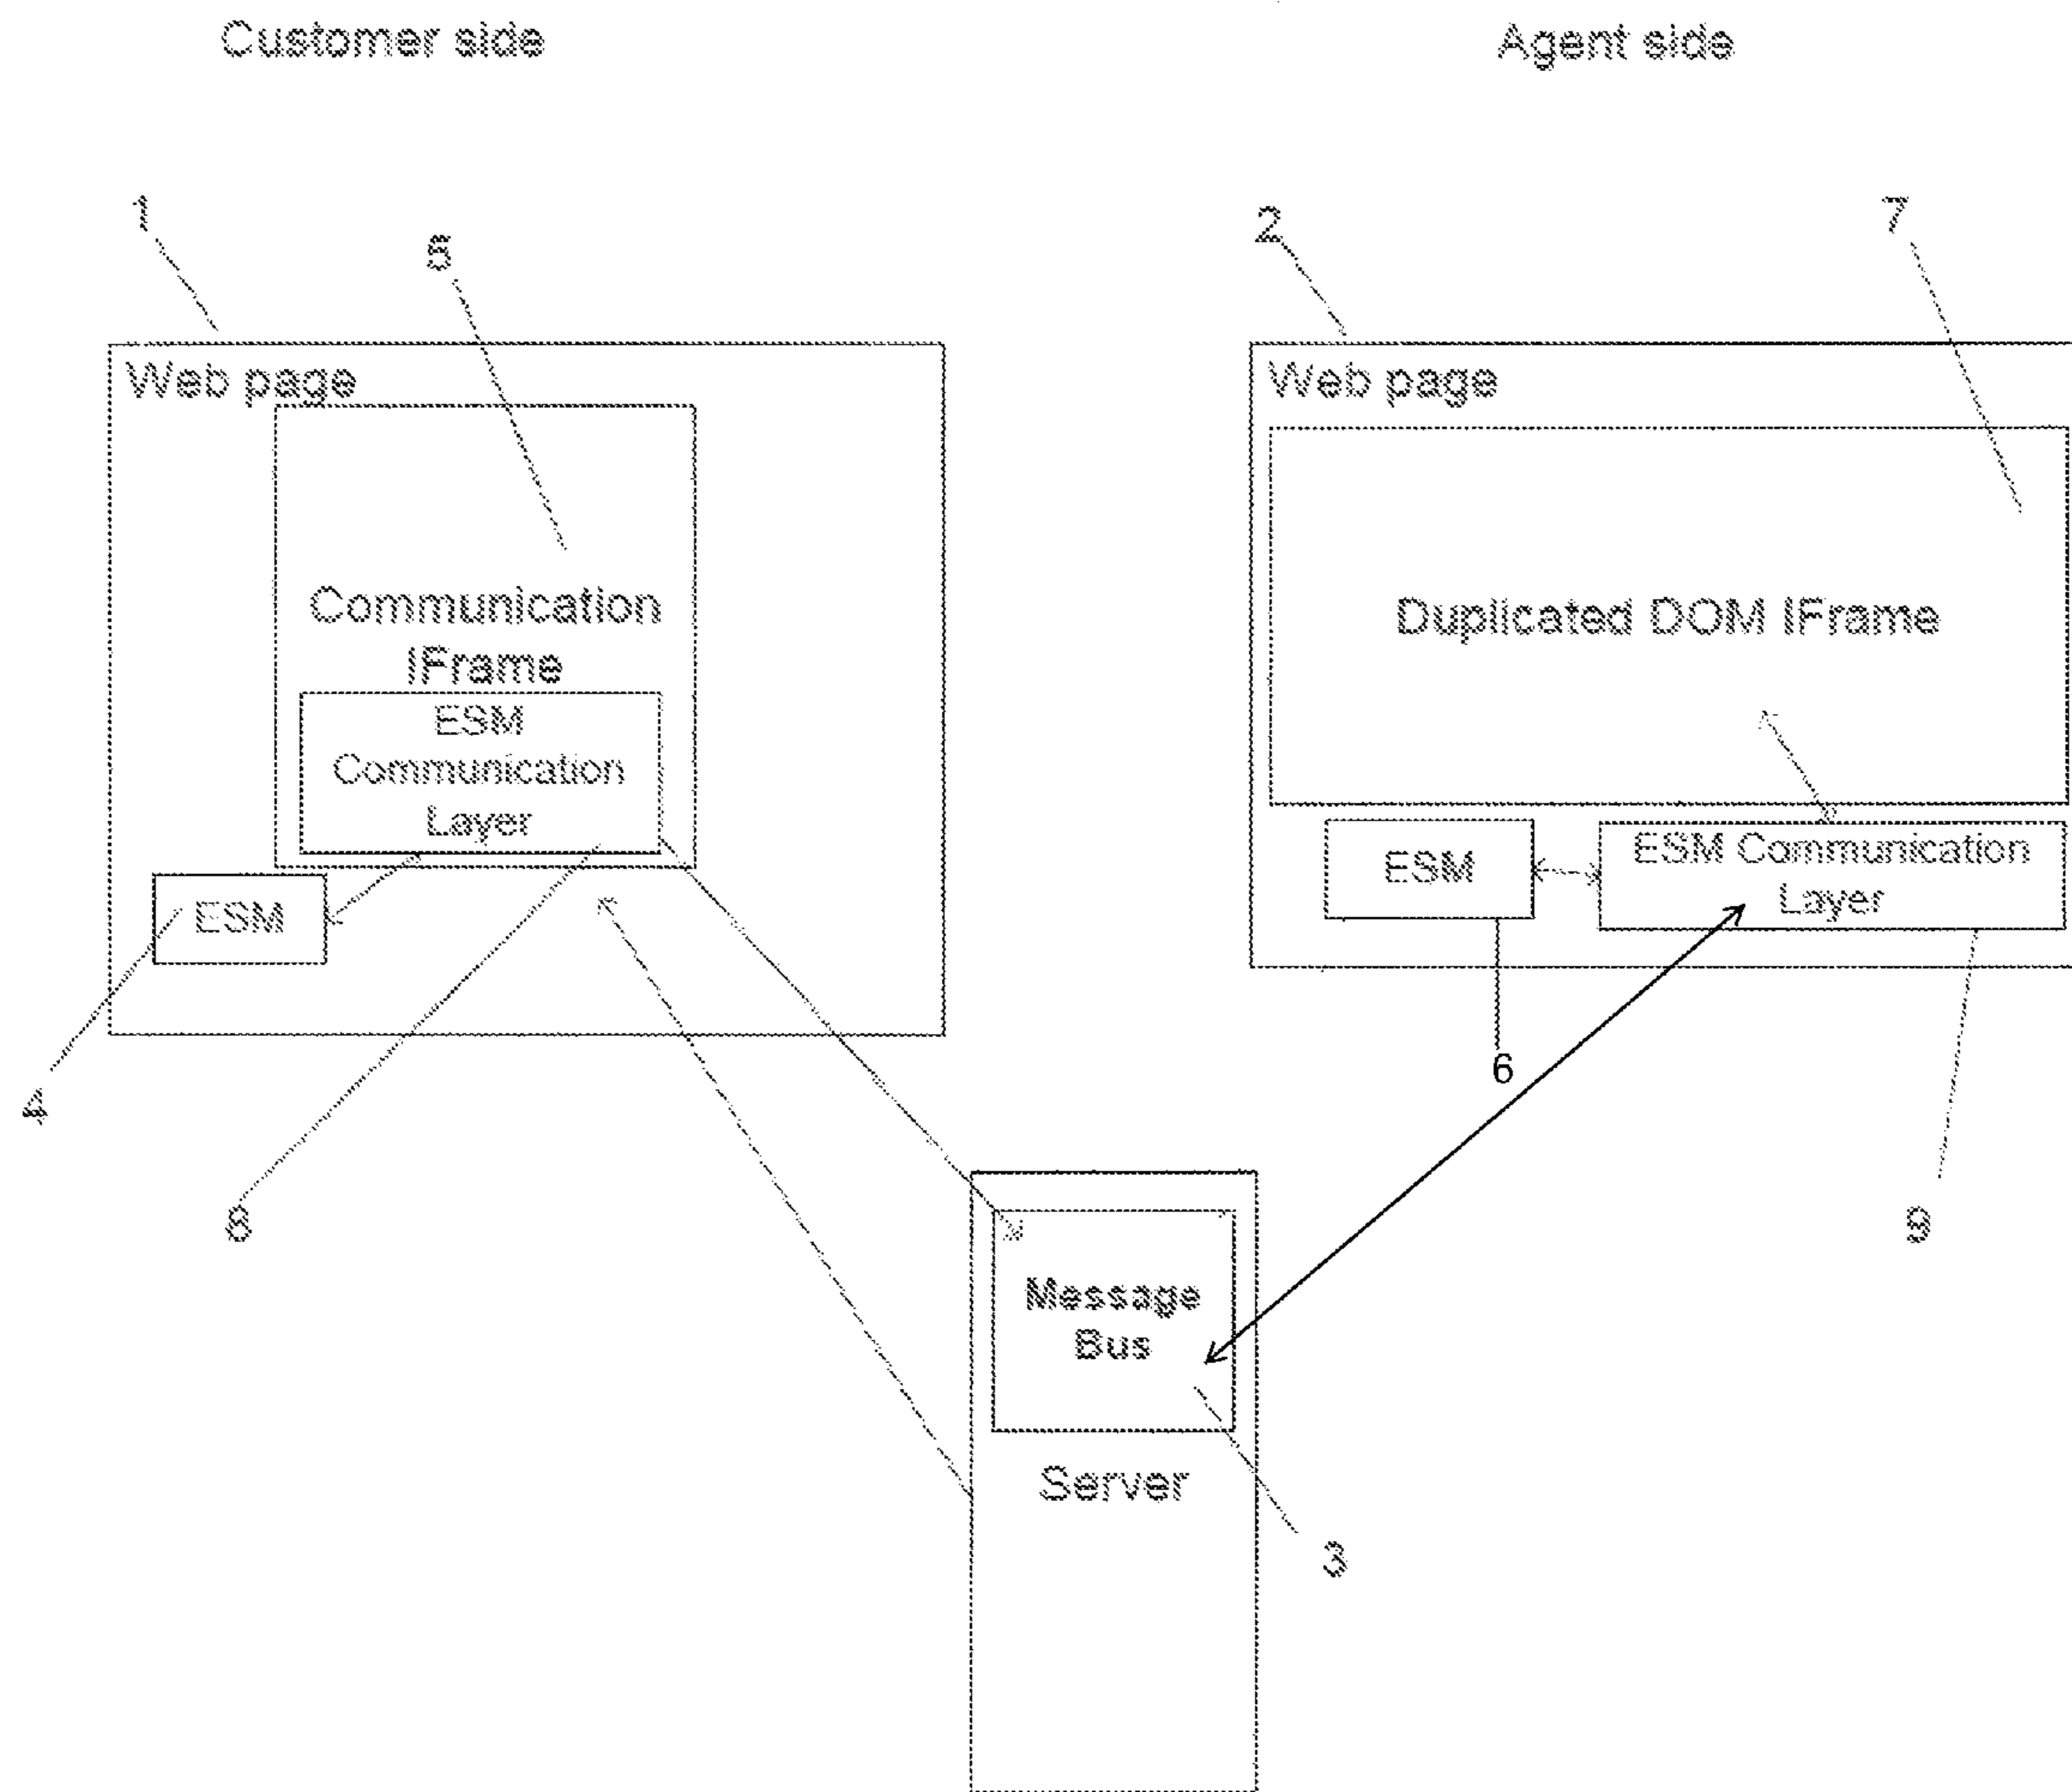 Customer side
Agent side
1
5
2
7
Web page
Communication
IFrame
ESM
Communication
Layer
ESM
4
8
Web page
Duplicated DOM IFrame
ESM
ESM Communication
Layer
6
9
Message
Bus
Server
3